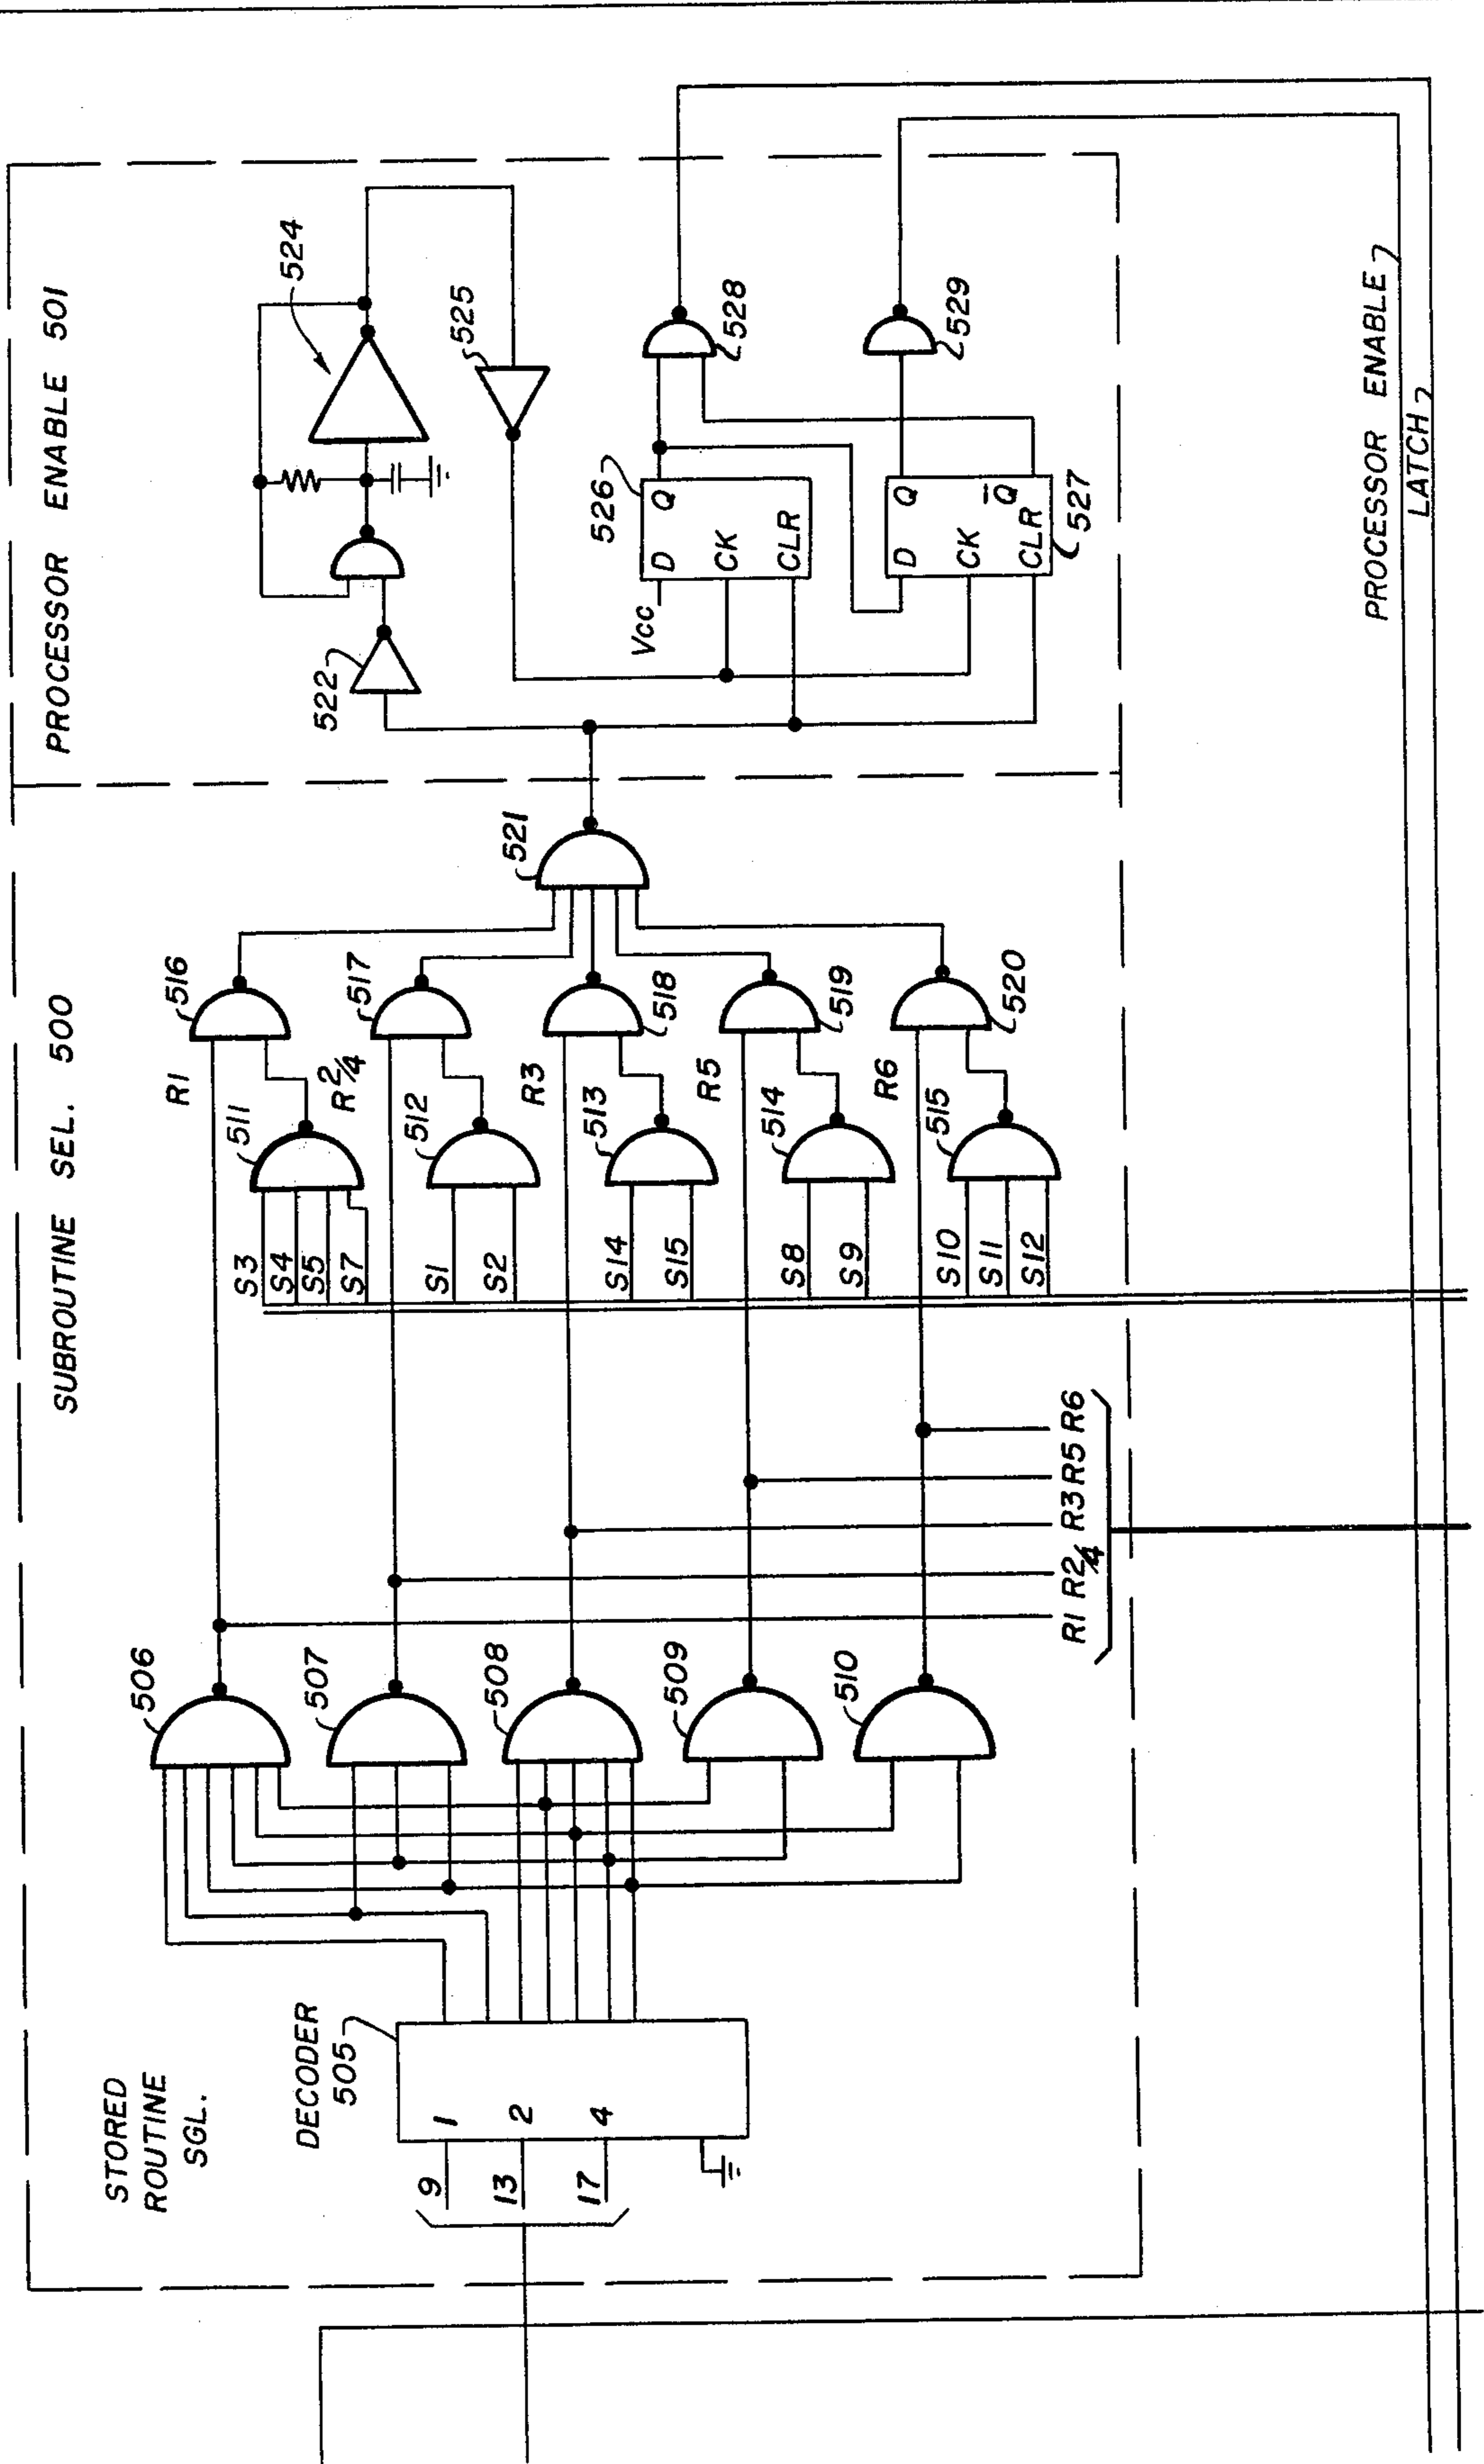 STORED
ROUTINE
SGL.
SUBROUTINE SEL. 500
PROCESSOR ENABLE 501
DECODER
505
9
13
17
1
2
4
506
507
508
509
510
R1 R2/4 R3 R5 R6
S3
S4
S5
S7
S1
S2
S14
S15
S8
S9
S10
S11
S12
511
512
513
514
515
R1
R2/4
R3
R5
R6
516
517
518
519
520
521
522
524
525
Vcc
526
D
Q
CK
CLR
D
Q
CK
Q̅
CLR
527
528
529
PROCESSOR ENABLE
LATCH